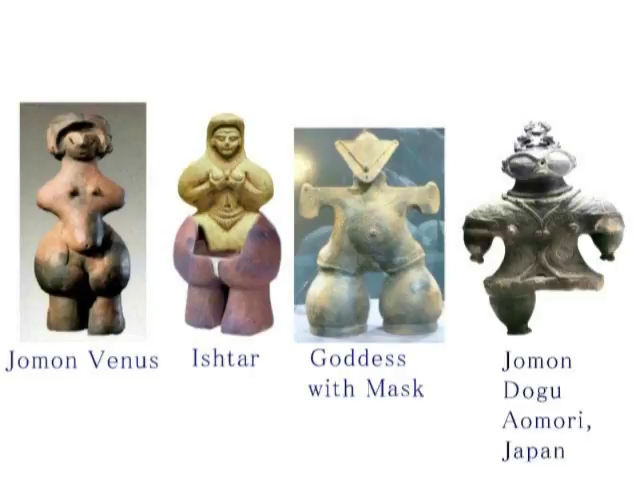 Jomon Venus
Ishtar
Goddess
with Mask
Jomon
Dogu
Aomori,
Japan